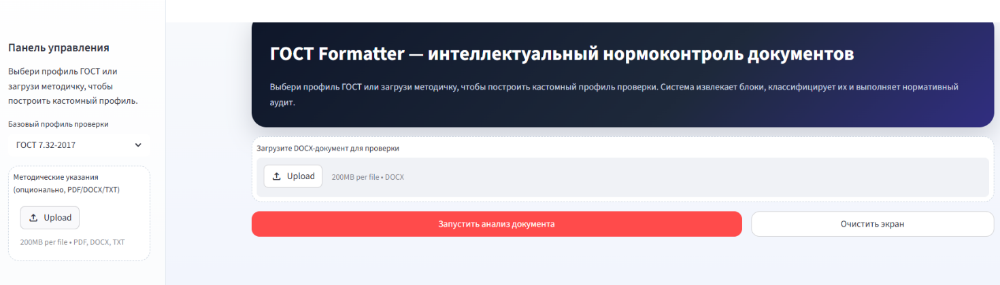 Панель управления
Выбери профиль ГОСТ или
загрузи методичку, чтобы
построить кастомный профиль.
Базовый профиль проверки
ГОСТ 7.32-2017
Методические указания
(опционально, PDF/DOCX/TXT)
Upload
200MB per file • PDF, DOCX, TXT
ГОСТ Formatter — интеллектуальный нормоконтроль документов
Выбери профиль ГОСТ или загрузи методичку, чтобы построить кастомный профиль проверки. Система извлекает блоки, классифицирует их и выполняет нормативный
аудит.
Загрузите DOCX-документ для проверки
Upload
200MB per file • DOCX
Запустить анализ документа
Очистить экран